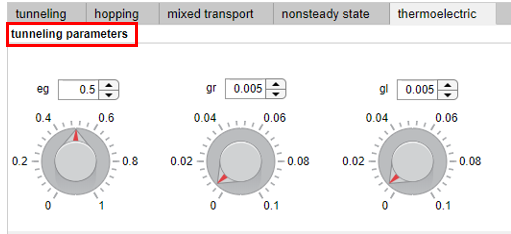 tunneling hopping mixed transport nonsteady state thermoelectric
tunneling parameters
eg 0.5 gr 0.005 gl 0.005
0.4 0.6 0.04 0.06 0.04 0.06
0.2 0.8 0.02 0.08 0.02 0.08
0 1 0 0.1 0 0.1